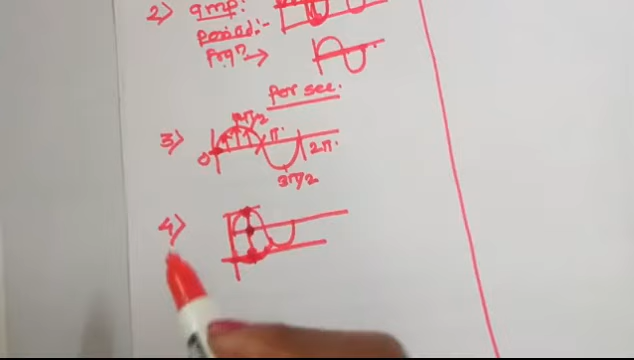 2) amp:
period:-
frqn →
per sec.
3) 0 π/2 π. 2π.
3π/2
4)